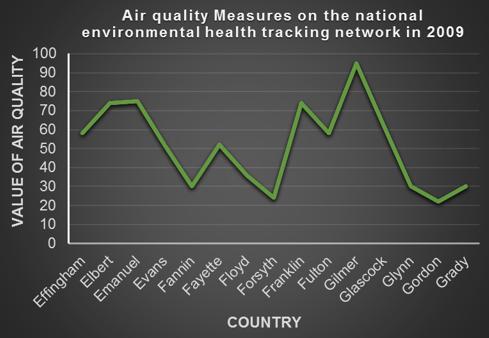 Air quality Measures on the national
environmental health tracking network in 2009
VALUE OF AIR QUALITY
100
90
80
70
60
50
40
30
20
10
0
Effingham
Elbert
Emanuel
Evans
Fannin
Fayette
Floyd
Forsyth
Franklin
Fulton
Gilmer
Glascock
Glynn
Gordon
Grady
COUNTRY